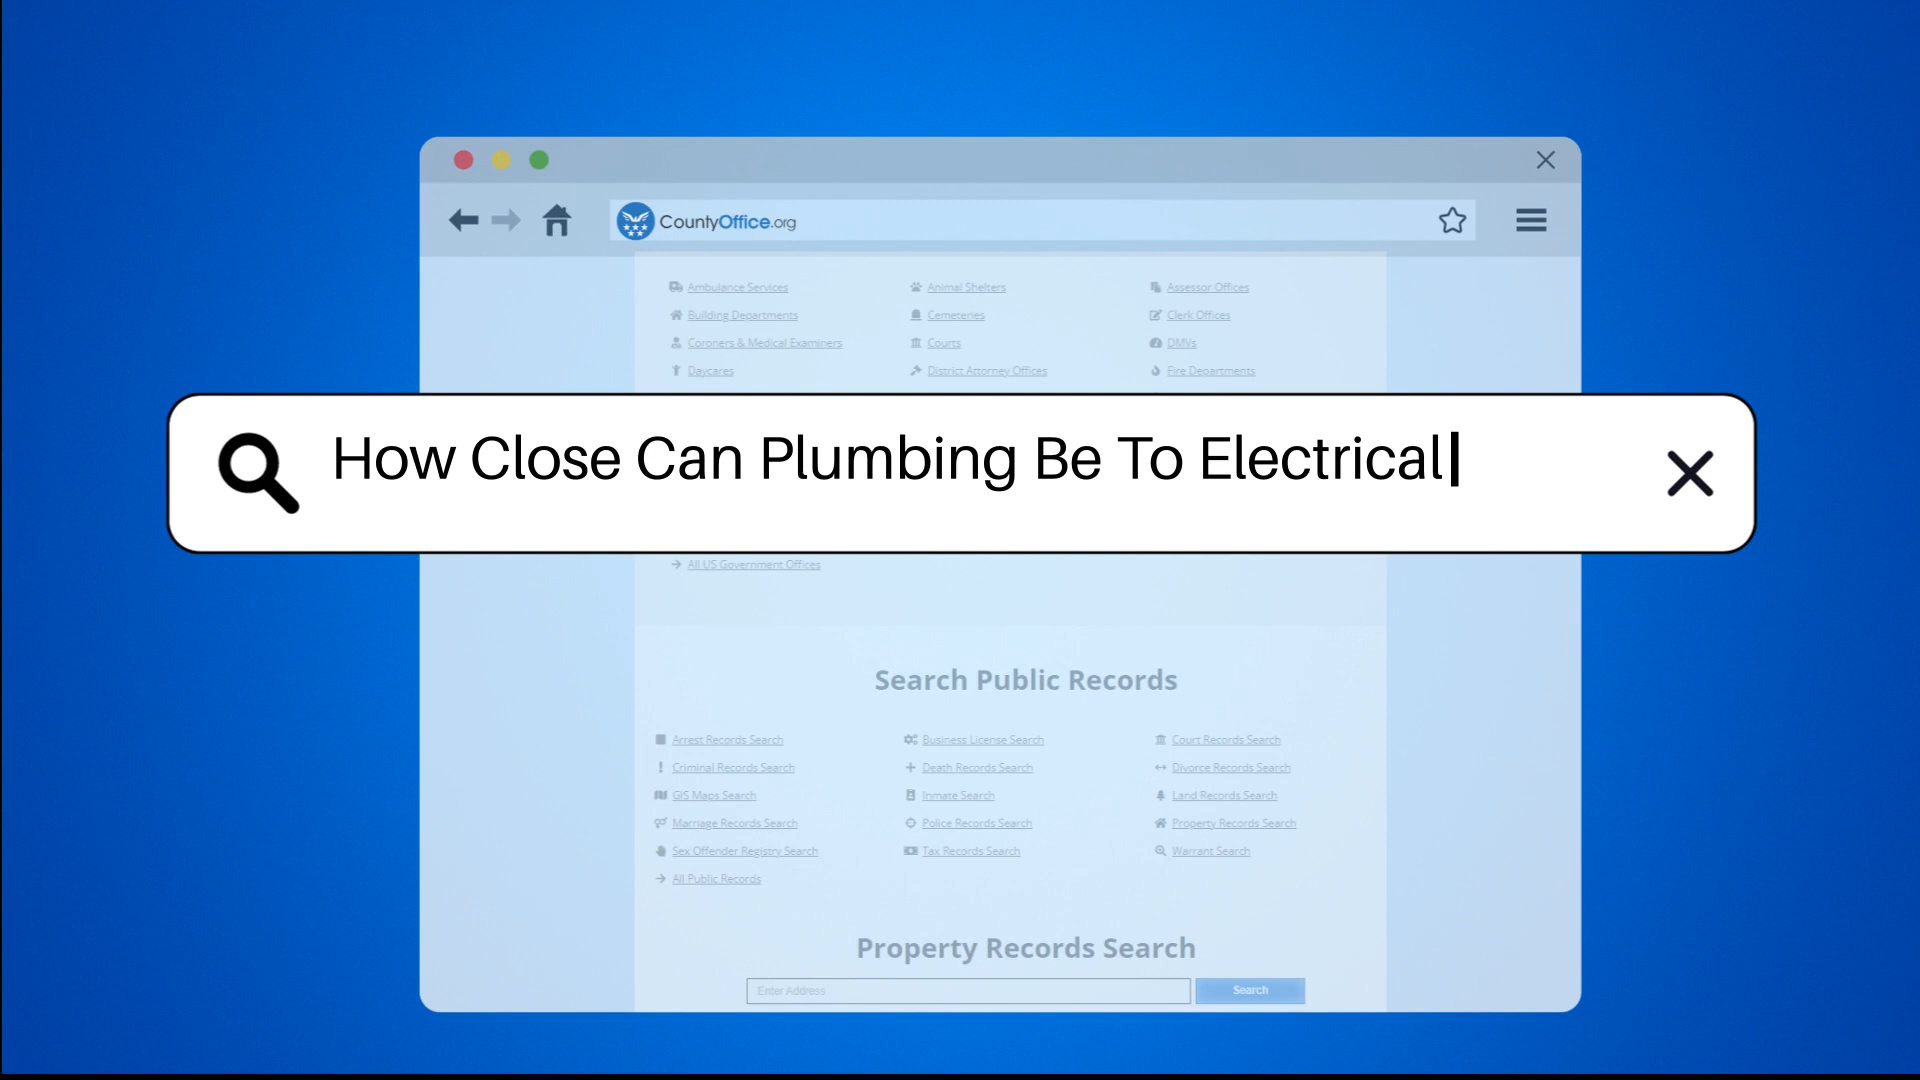 CountyOffice.org
Ambulance Services Animal Shelters Assessor Offices
Building Departments Cemeteries Clerk Offices
Coroners & Medical Examiners Courts DMVs
Daycares District Attorney Offices Fire Departments
How Close Can Plumbing Be To Electrical
All US Government Offices
Search Public Records
Arrest Records Search Business License Search Court Records Search
Criminal Records Search Death Records Search Divorce Records Search
GIS Maps Search Inmate Search Land Records Search
Marriage Records Search Police Records Search Property Records Search
Sex Offender Registry Search Tax Records Search Warrant Search
All Public Records
Property Records Search
Enter Address Search